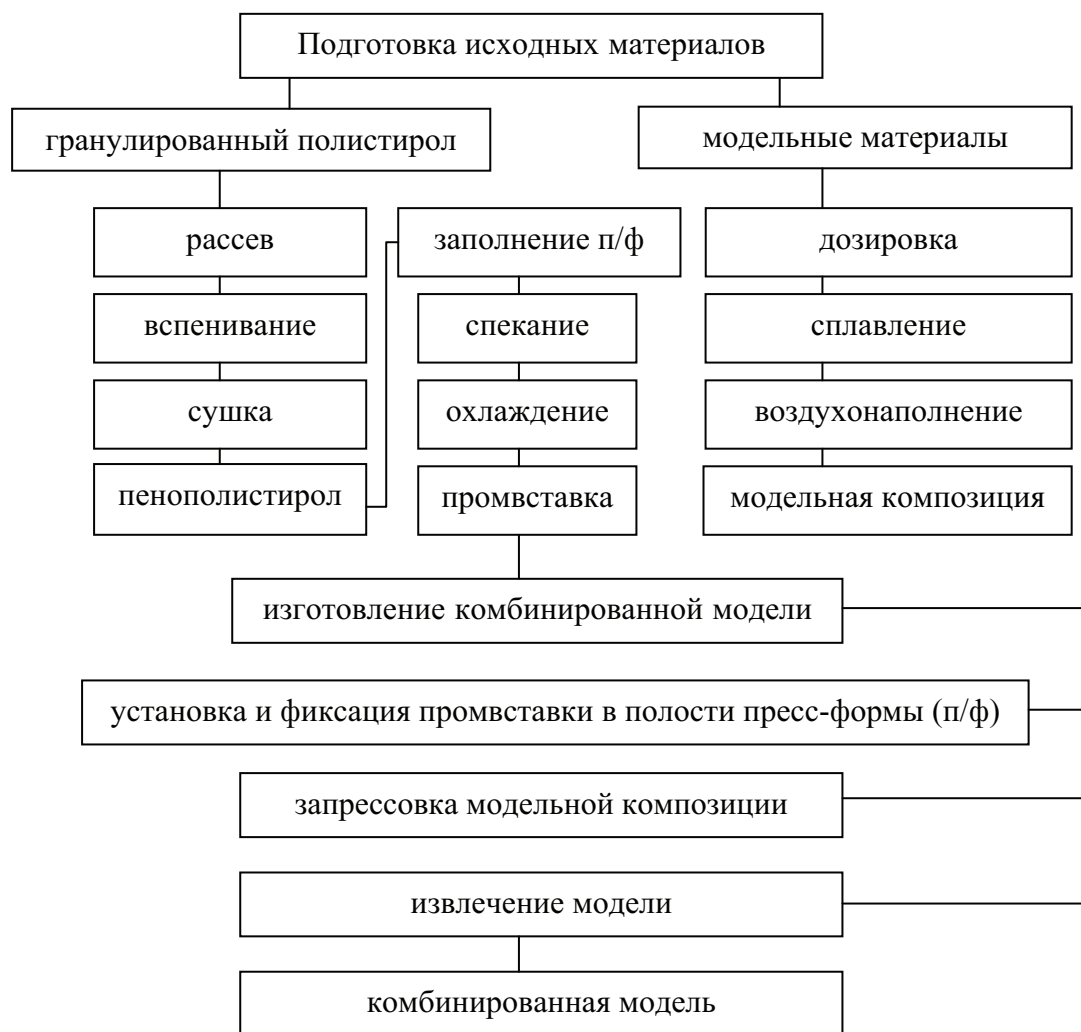 Подготовка исходных материалов
гранулированный полистирол
модельные материалы
рассев
заполнение п/ф
дозировка
вспенивание
спекание
сплавление
сушка
охлаждение
воздухонаполнение
пенополистирол
промвставка
модельная композиция
изготовление комбинированной модели
установка и фиксация промвставки в полости пресс-формы (п/ф)
запрессовка модельной композиции
извлечение модели
комбинированная модель